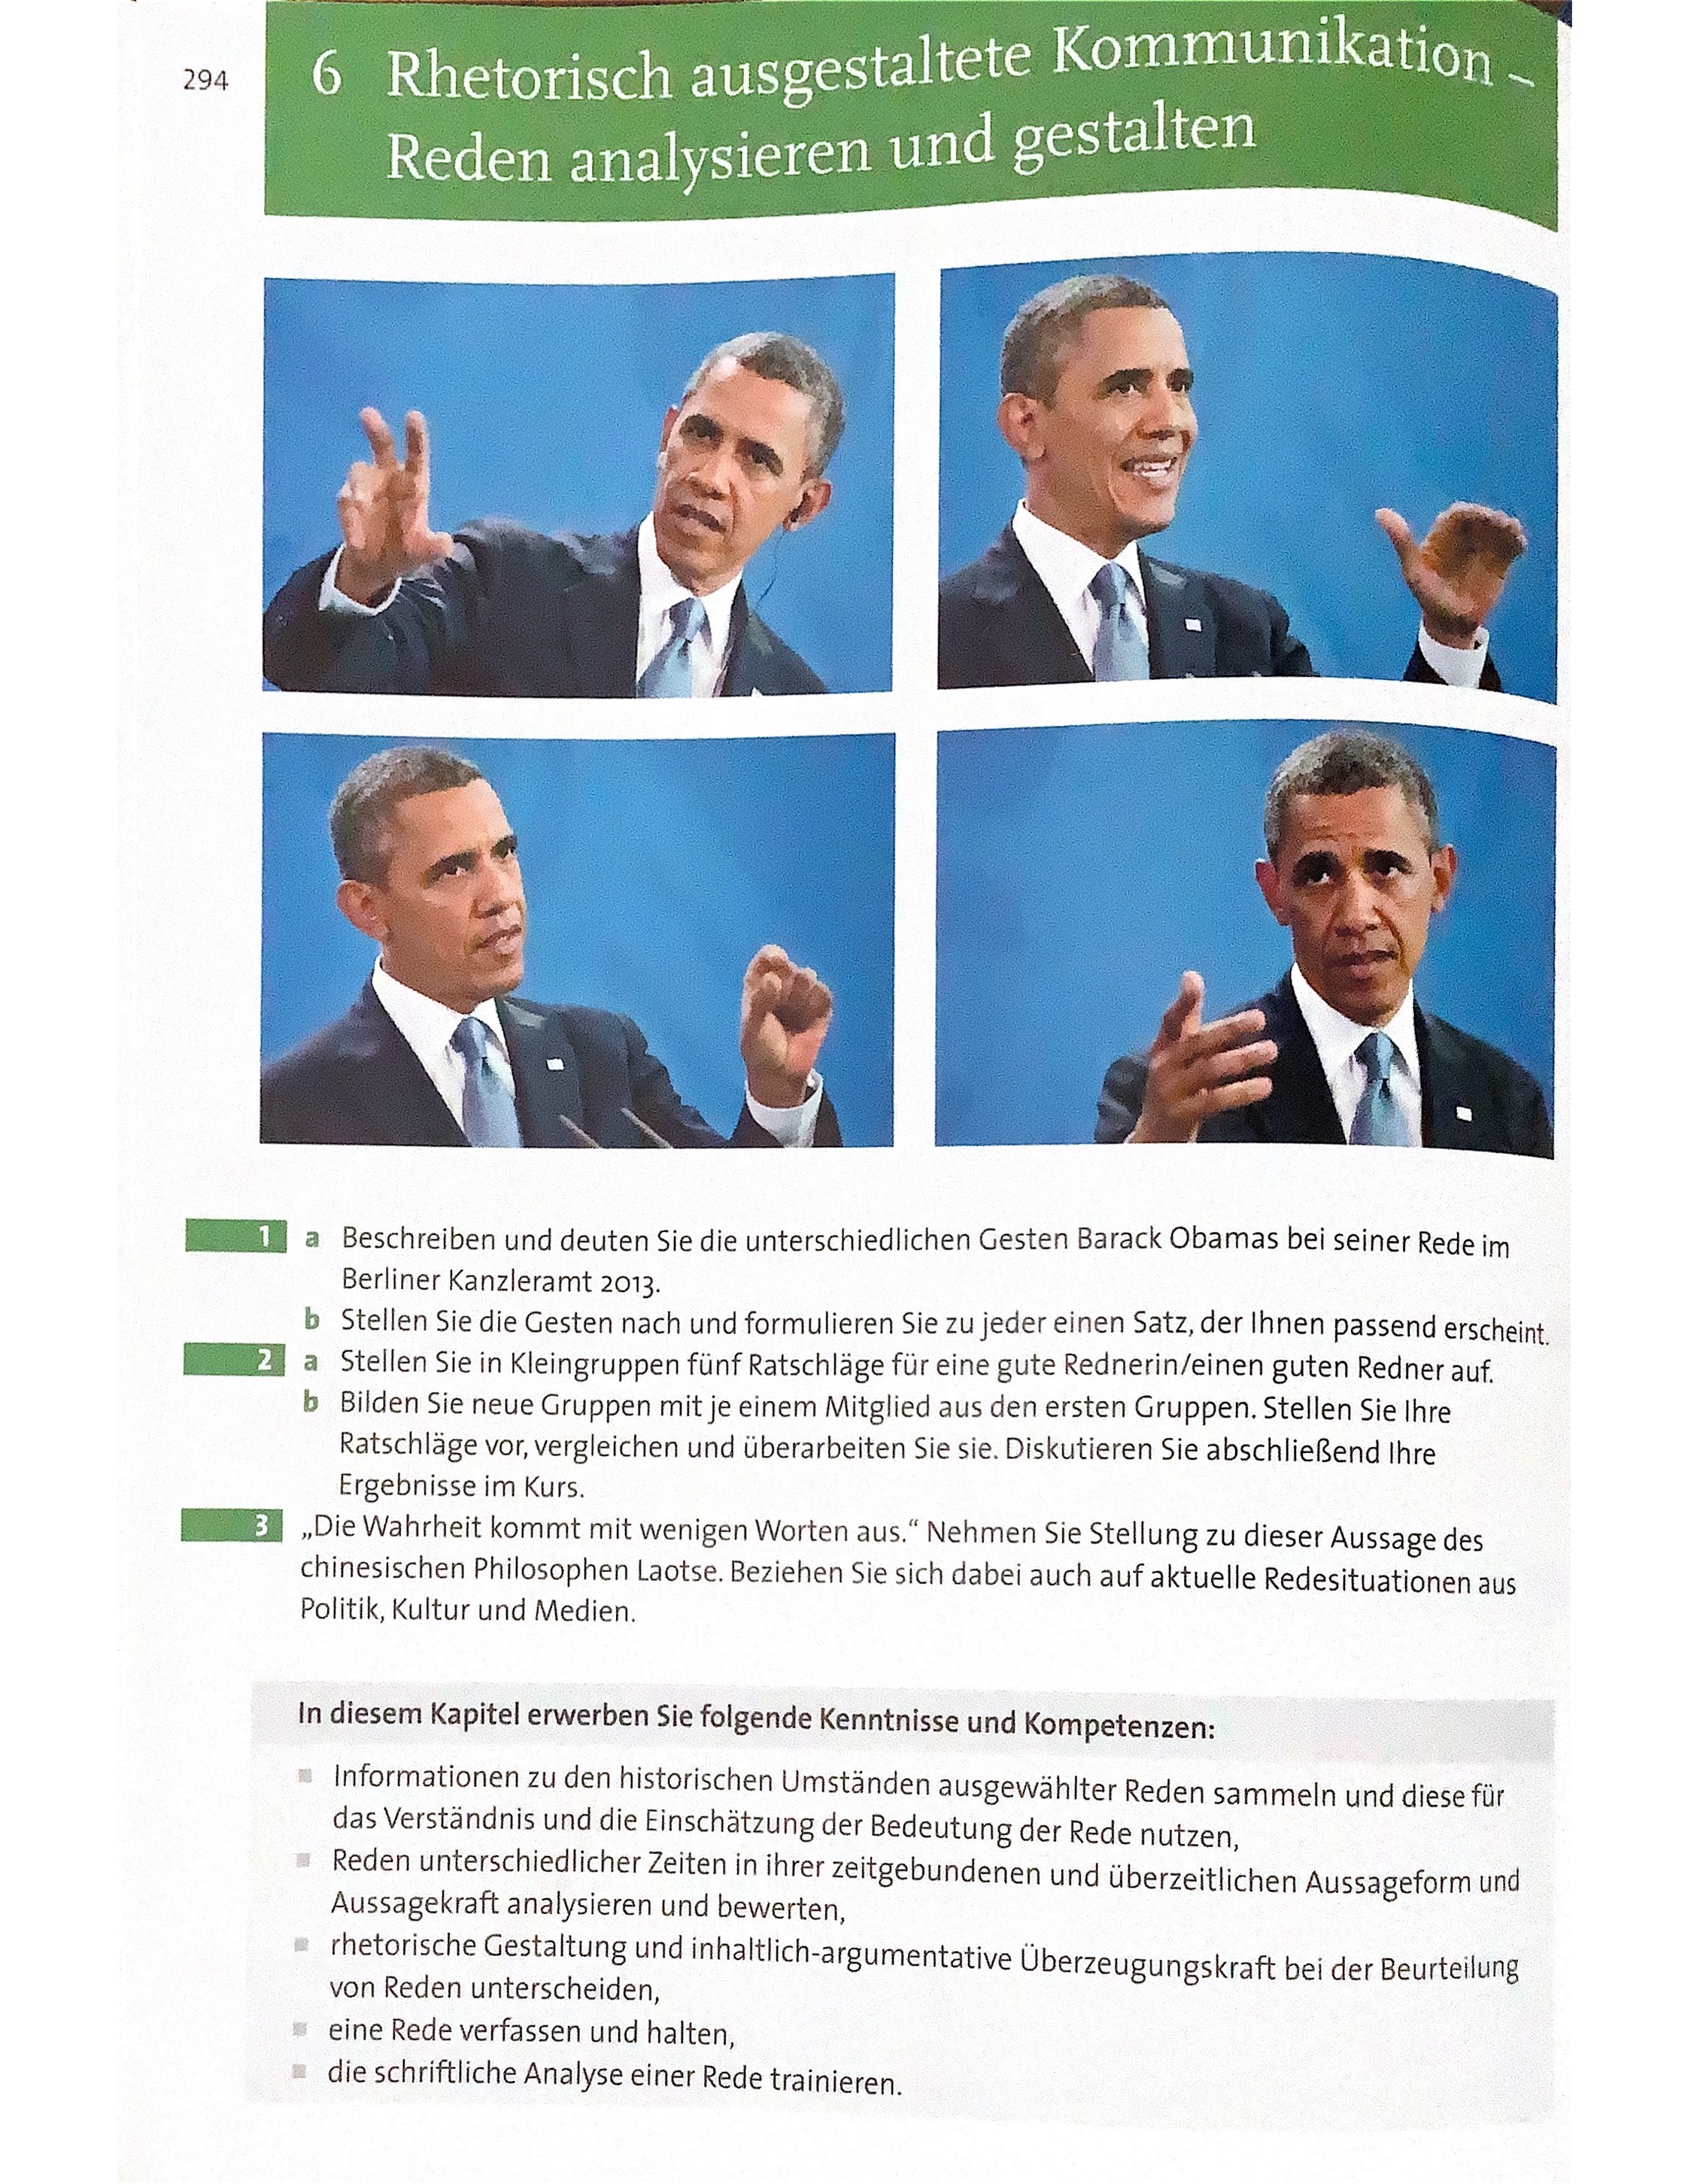 294
6 Rhetorisch ausgestaltete Kommunikation –
Reden analysieren und gestalten
1 a Beschreiben und deuten Sie die unterschiedlichen Gesten Barack Obamas bei seiner Rede im
Berliner Kanzleramt 2013.
b Stellen Sie die Gesten nach und formulieren Sie zu jeder einen Satz, der Ihnen passend erscheint.
2 a Stellen Sie in Kleingruppen fünf Ratschläge für eine gute Rednerin/einen guten Redner auf.
b Bilden Sie neue Gruppen mit je einem Mitglied aus den ersten Gruppen. Stellen Sie Ihre
Ratschläge vor, vergleichen und überarbeiten Sie sie. Diskutieren Sie abschließend Ihre
Ergebnisse im Kurs.
3 „Die Wahrheit kommt mit wenigen Worten aus.“ Nehmen Sie Stellung zu dieser Aussage des
chinesischen Philosophen Laotse. Beziehen Sie sich dabei auch auf aktuelle Redesituationen aus
Politik, Kultur und Medien.
In diesem Kapitel erwerben Sie folgende Kenntnisse und Kompetenzen:
■ Informationen zu den historischen Umständen ausgewählter Reden sammeln und diese für
das Verständnis und die Einschätzung der Bedeutung der Rede nutzen,
■ Reden unterschiedlicher Zeiten in ihrer zeitgebundenen und überzeitlichen Aussageform und
Aussagekraft analysieren und bewerten,
■ rhetorische Gestaltung und inhaltlich-argumentative Überzeugungskraft bei der Beurteilung
von Reden unterscheiden,
■ eine Rede verfassen und halten,
■ die schriftliche Analyse einer Rede trainieren.